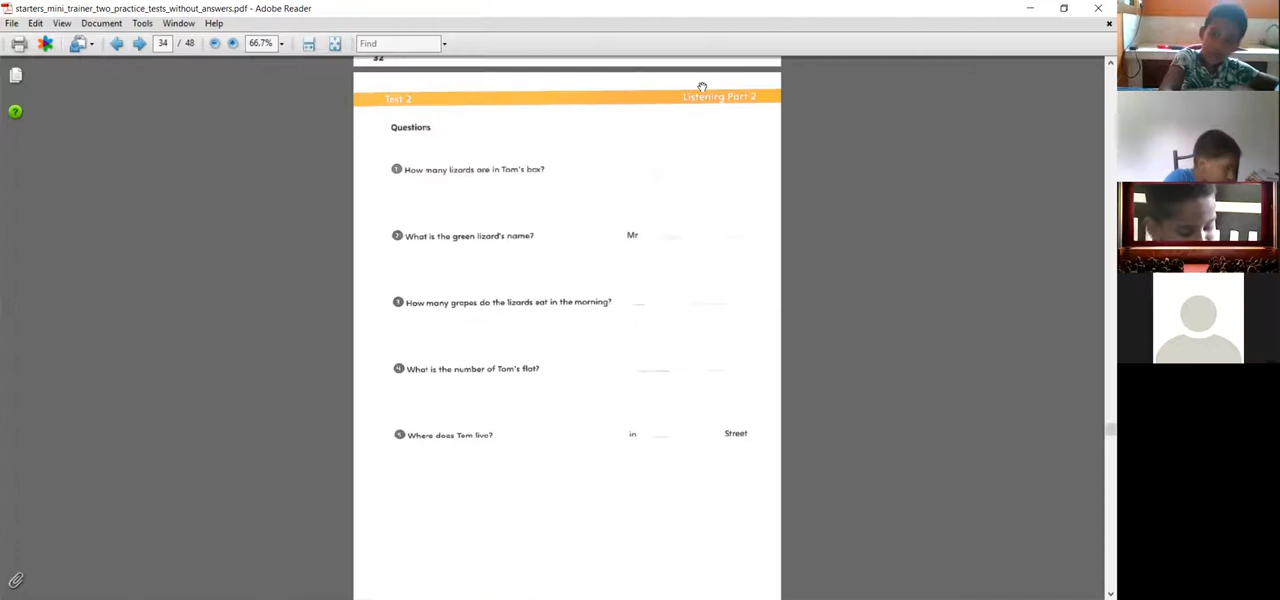 starters_mini_trainer_two_practice_tests_without_answers.pdf - Adobe Reader
File Edit View Document Tools Window Help
34 / 48 66.7% Find
32
Test 2 Listening Part 2
Questions
1 How many lizards are in Tom's box?
2 What is the green lizard's name? Mr
3 How many grapes do the lizards eat in the morning?
4 What is the number of Tom's flat?
5 Where does Tom live? in Street